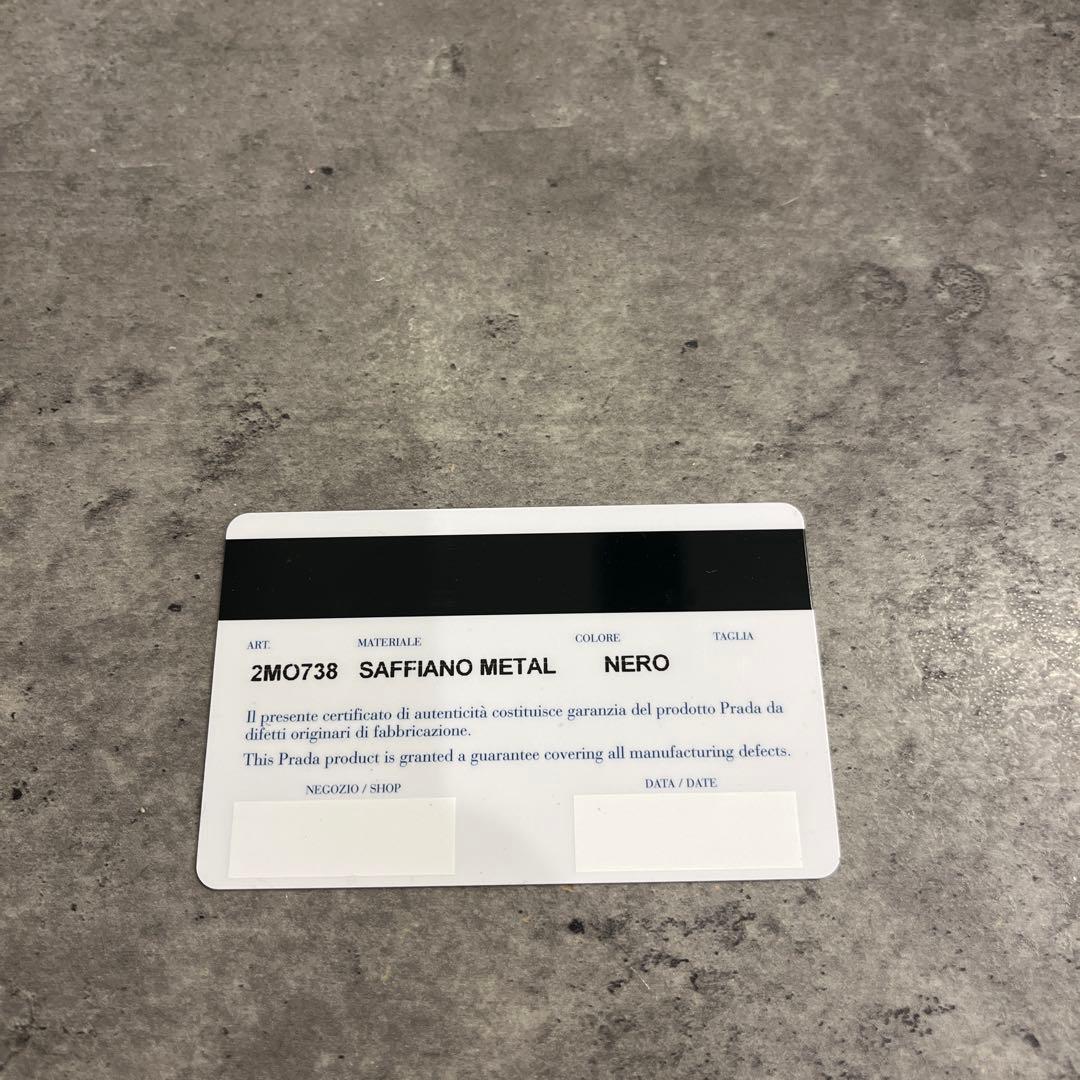 ART. MATERIALE COLORE TAGLIA
2MO738 SAFFIANO METAL NERO
Il presente certificato di autenticità costituisce garanzia del prodotto Prada da
difetti originari di fabbricazione.
This Prada product is granted a guarantee covering all manufacturing defects.
NEGOZIO / SHOP DATA / DATE